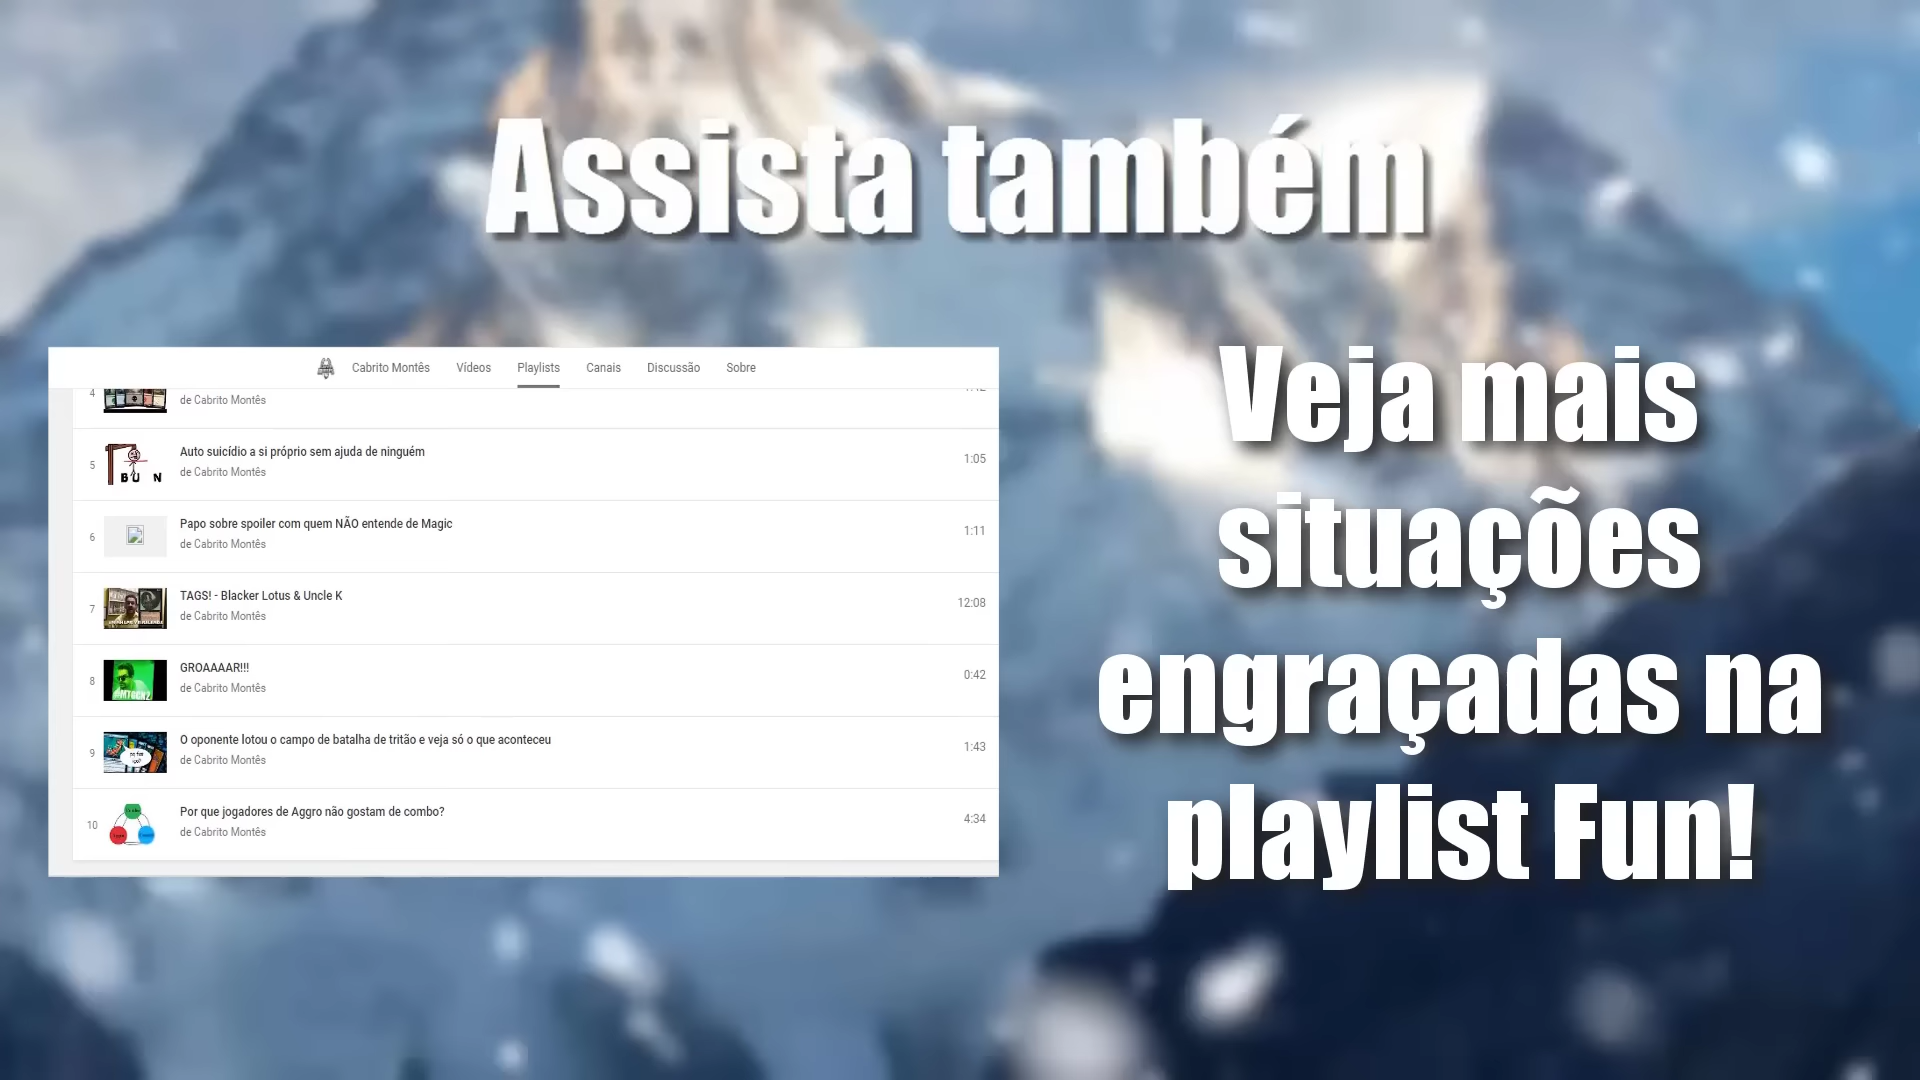 Assista também
Cabrito Montês Vídeos Playlists Canais Discussão Sobre
4
de Cabrito Montês
5 Auto suicídio a si próprio sem ajuda de ninguém 1:05
de Cabrito Montês
BU N
6 Papo sobre spoiler com quem NÃO entende de Magic 1:11
de Cabrito Montês
7 TAGS! - Blacker Lotus & Uncle K 12:08
de Cabrito Montês
8 GROAAAAR!!! 0:42
de Cabrito Montês
9 O oponente lotou o campo de batalha de tritão e veja só o que aconteceu 1:43
de Cabrito Montês
10 Por que jogadores de Aggro não gostam de combo? 4:34
de Cabrito Montês
Veja mais
situações
engraçadas na
playlist Fun!